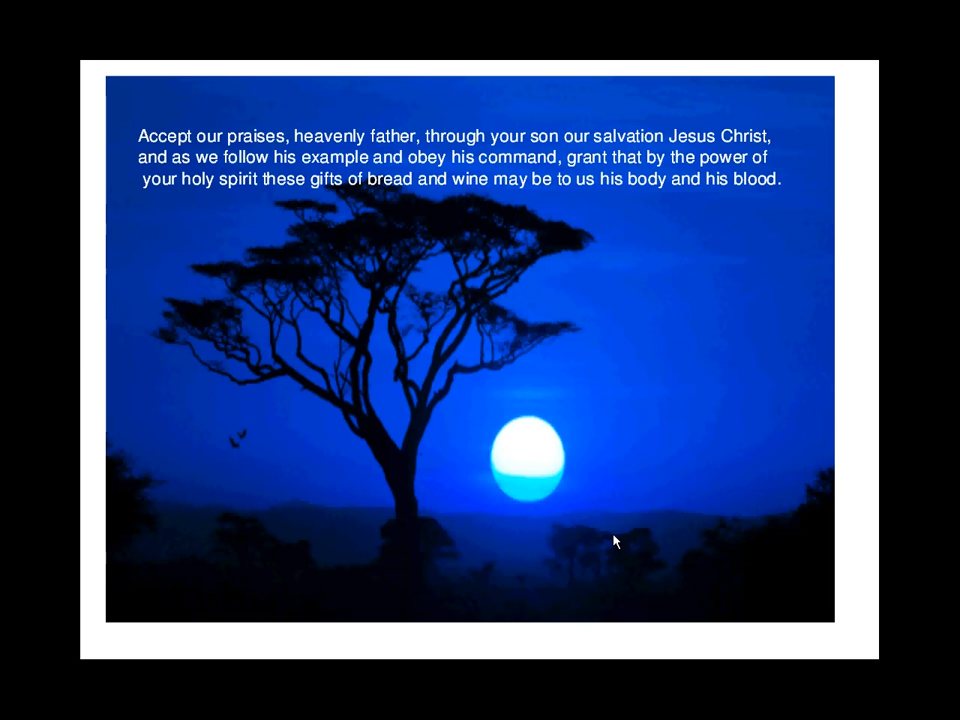 Accept our praises, heavenly father, through your son our salvation Jesus Christ,
and as we follow his example and obey his command, grant that by the power of
your holy spirit these gifts of bread and wine may be to us his body and his blood.